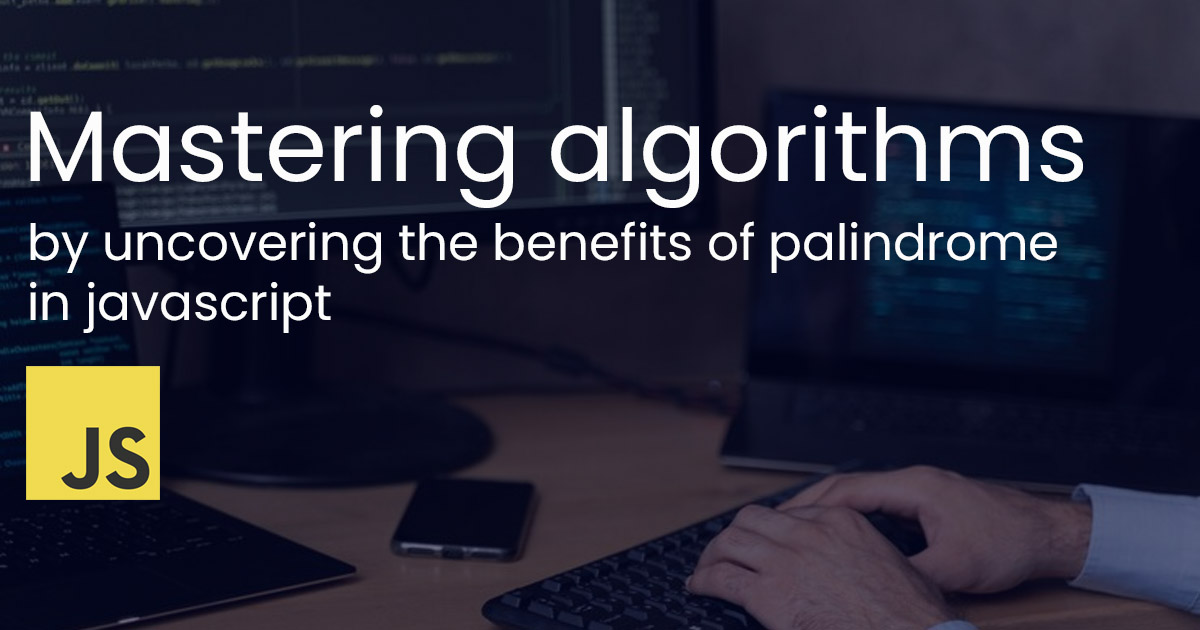 Mastering algorithms
by uncovering the benefits of palindrome
in javascript
JS